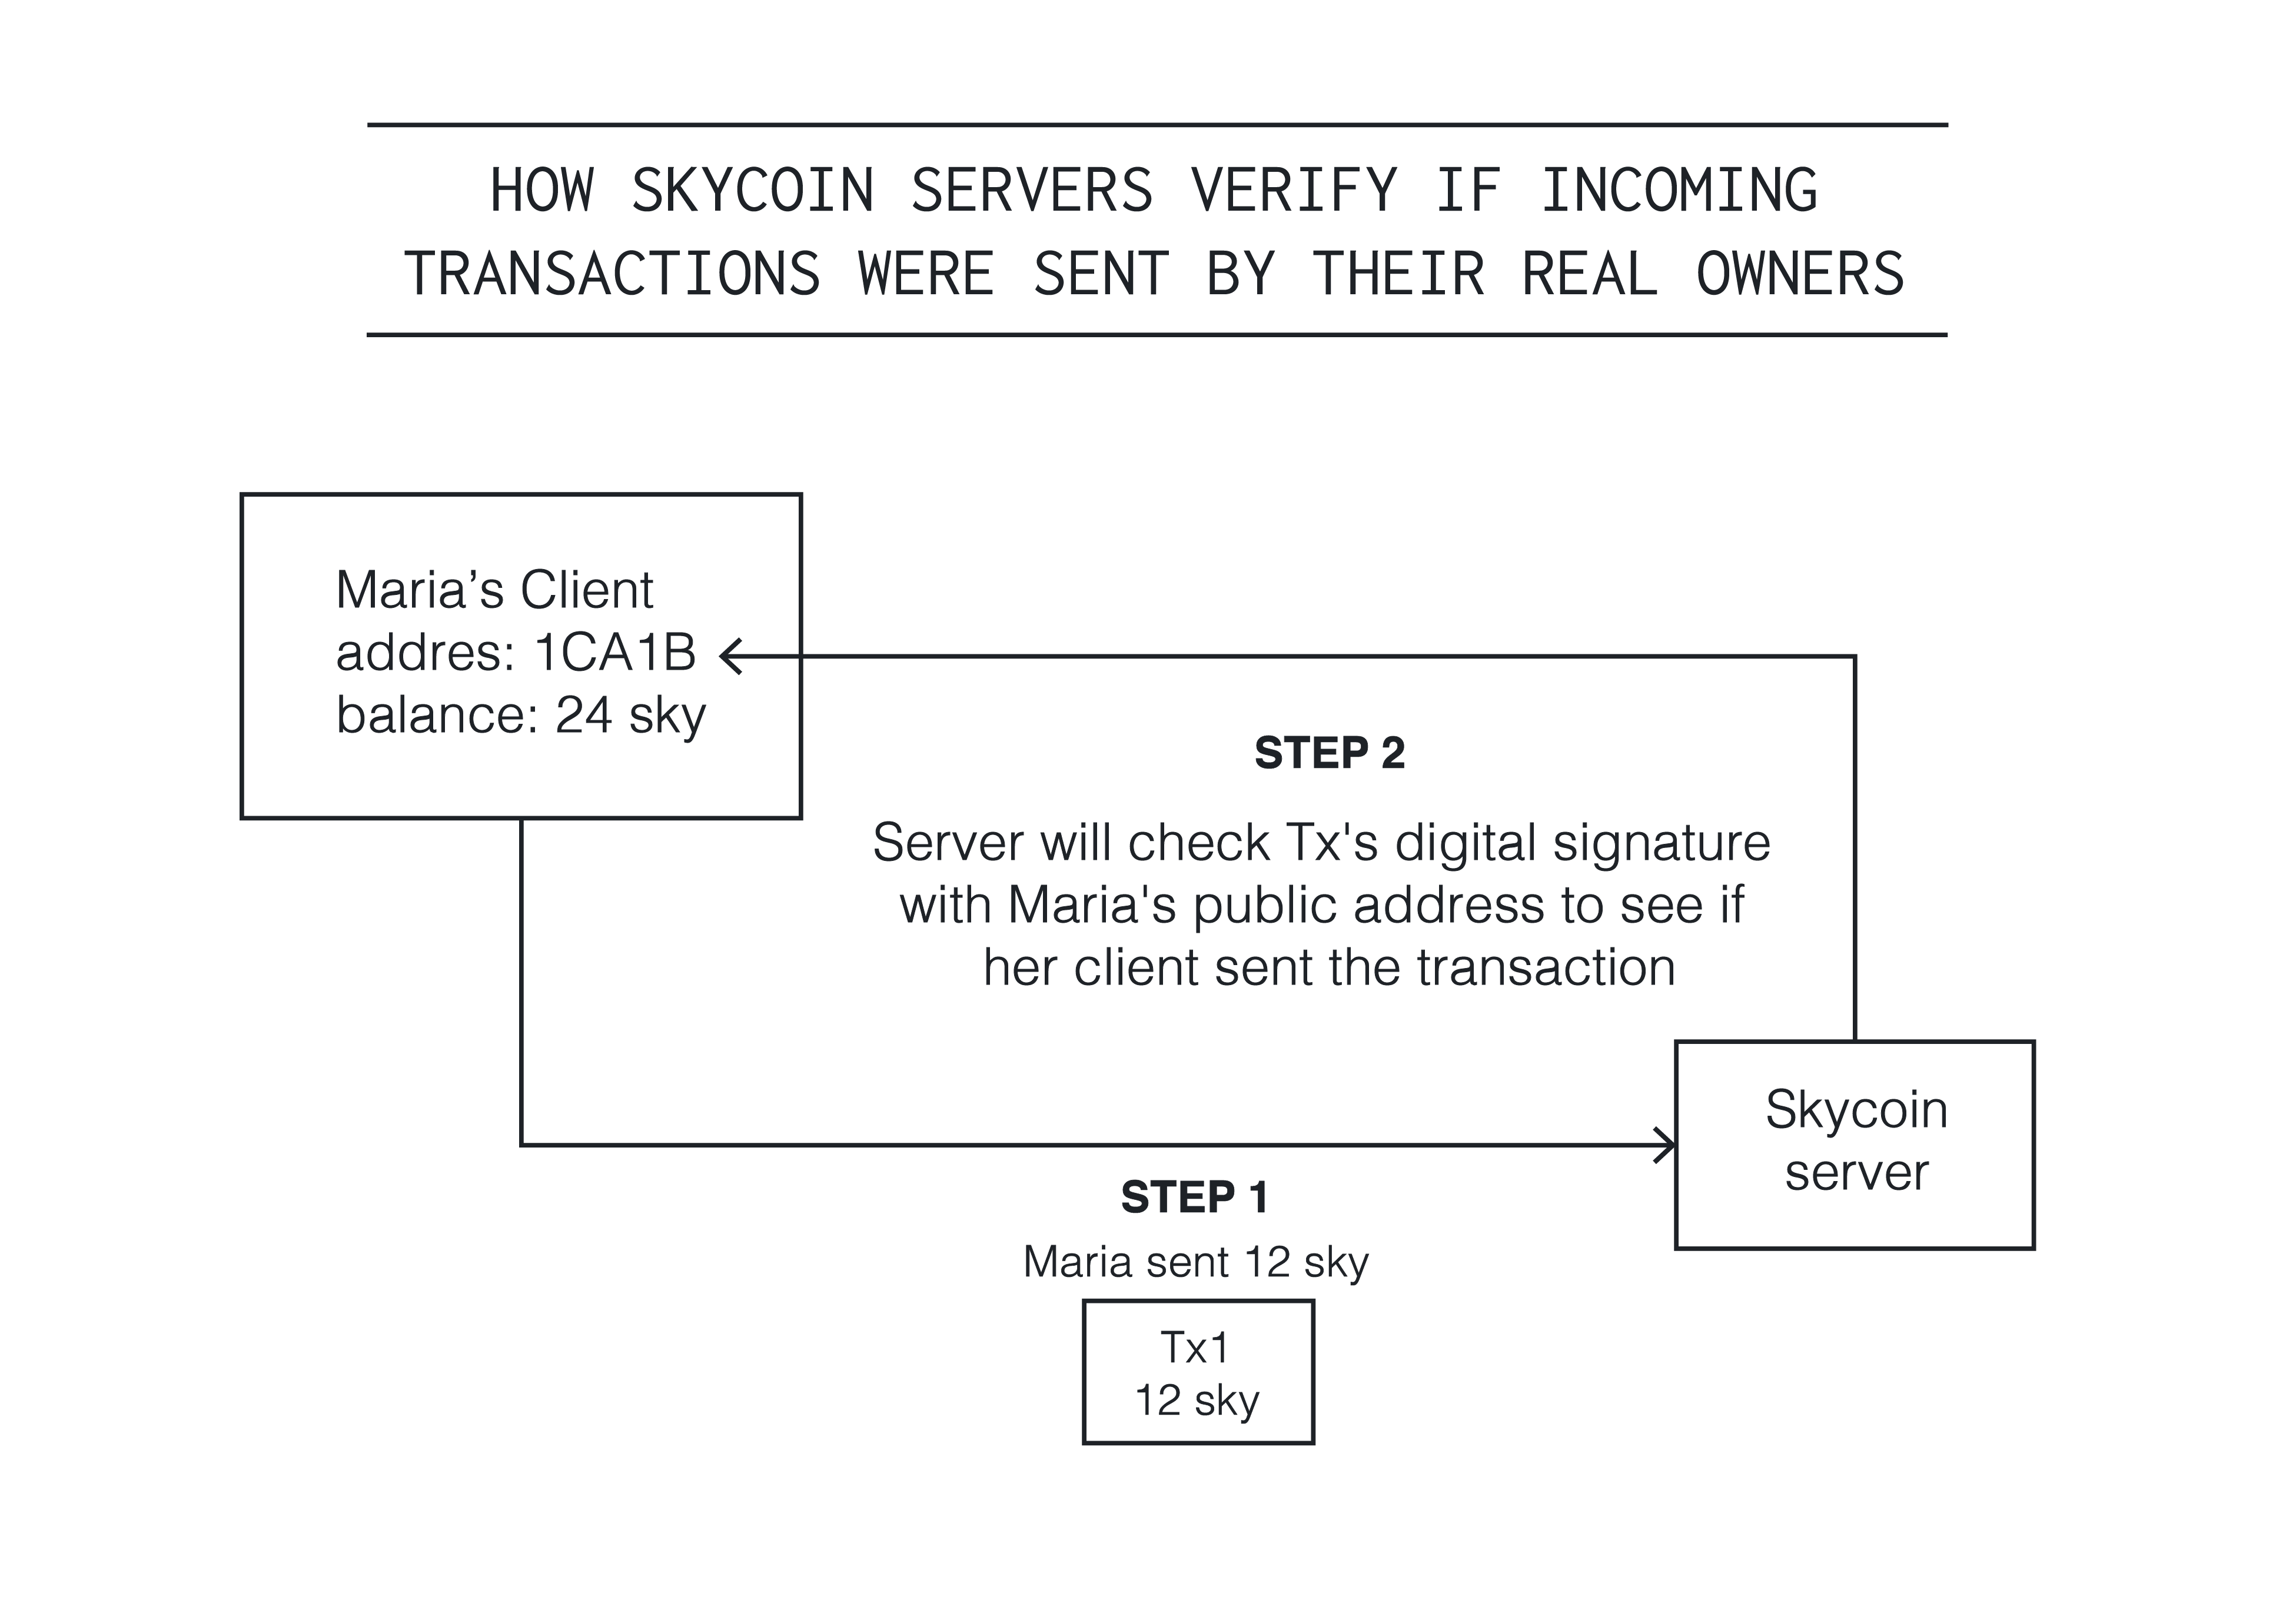 HOW SKYCOIN SERVERS VERIFY IF INCOMING
TRANSACTIONS WERE SENT BY THEIR REAL OWNERS
Maria’s Client
addres: 1CA1B
balance: 24 sky
STEP 2
Server will check Tx's digital signature
with Maria's public address to see if
her client sent the transaction
Skycoin
server
STEP 1
Maria sent 12 sky
Tx1
12 sky